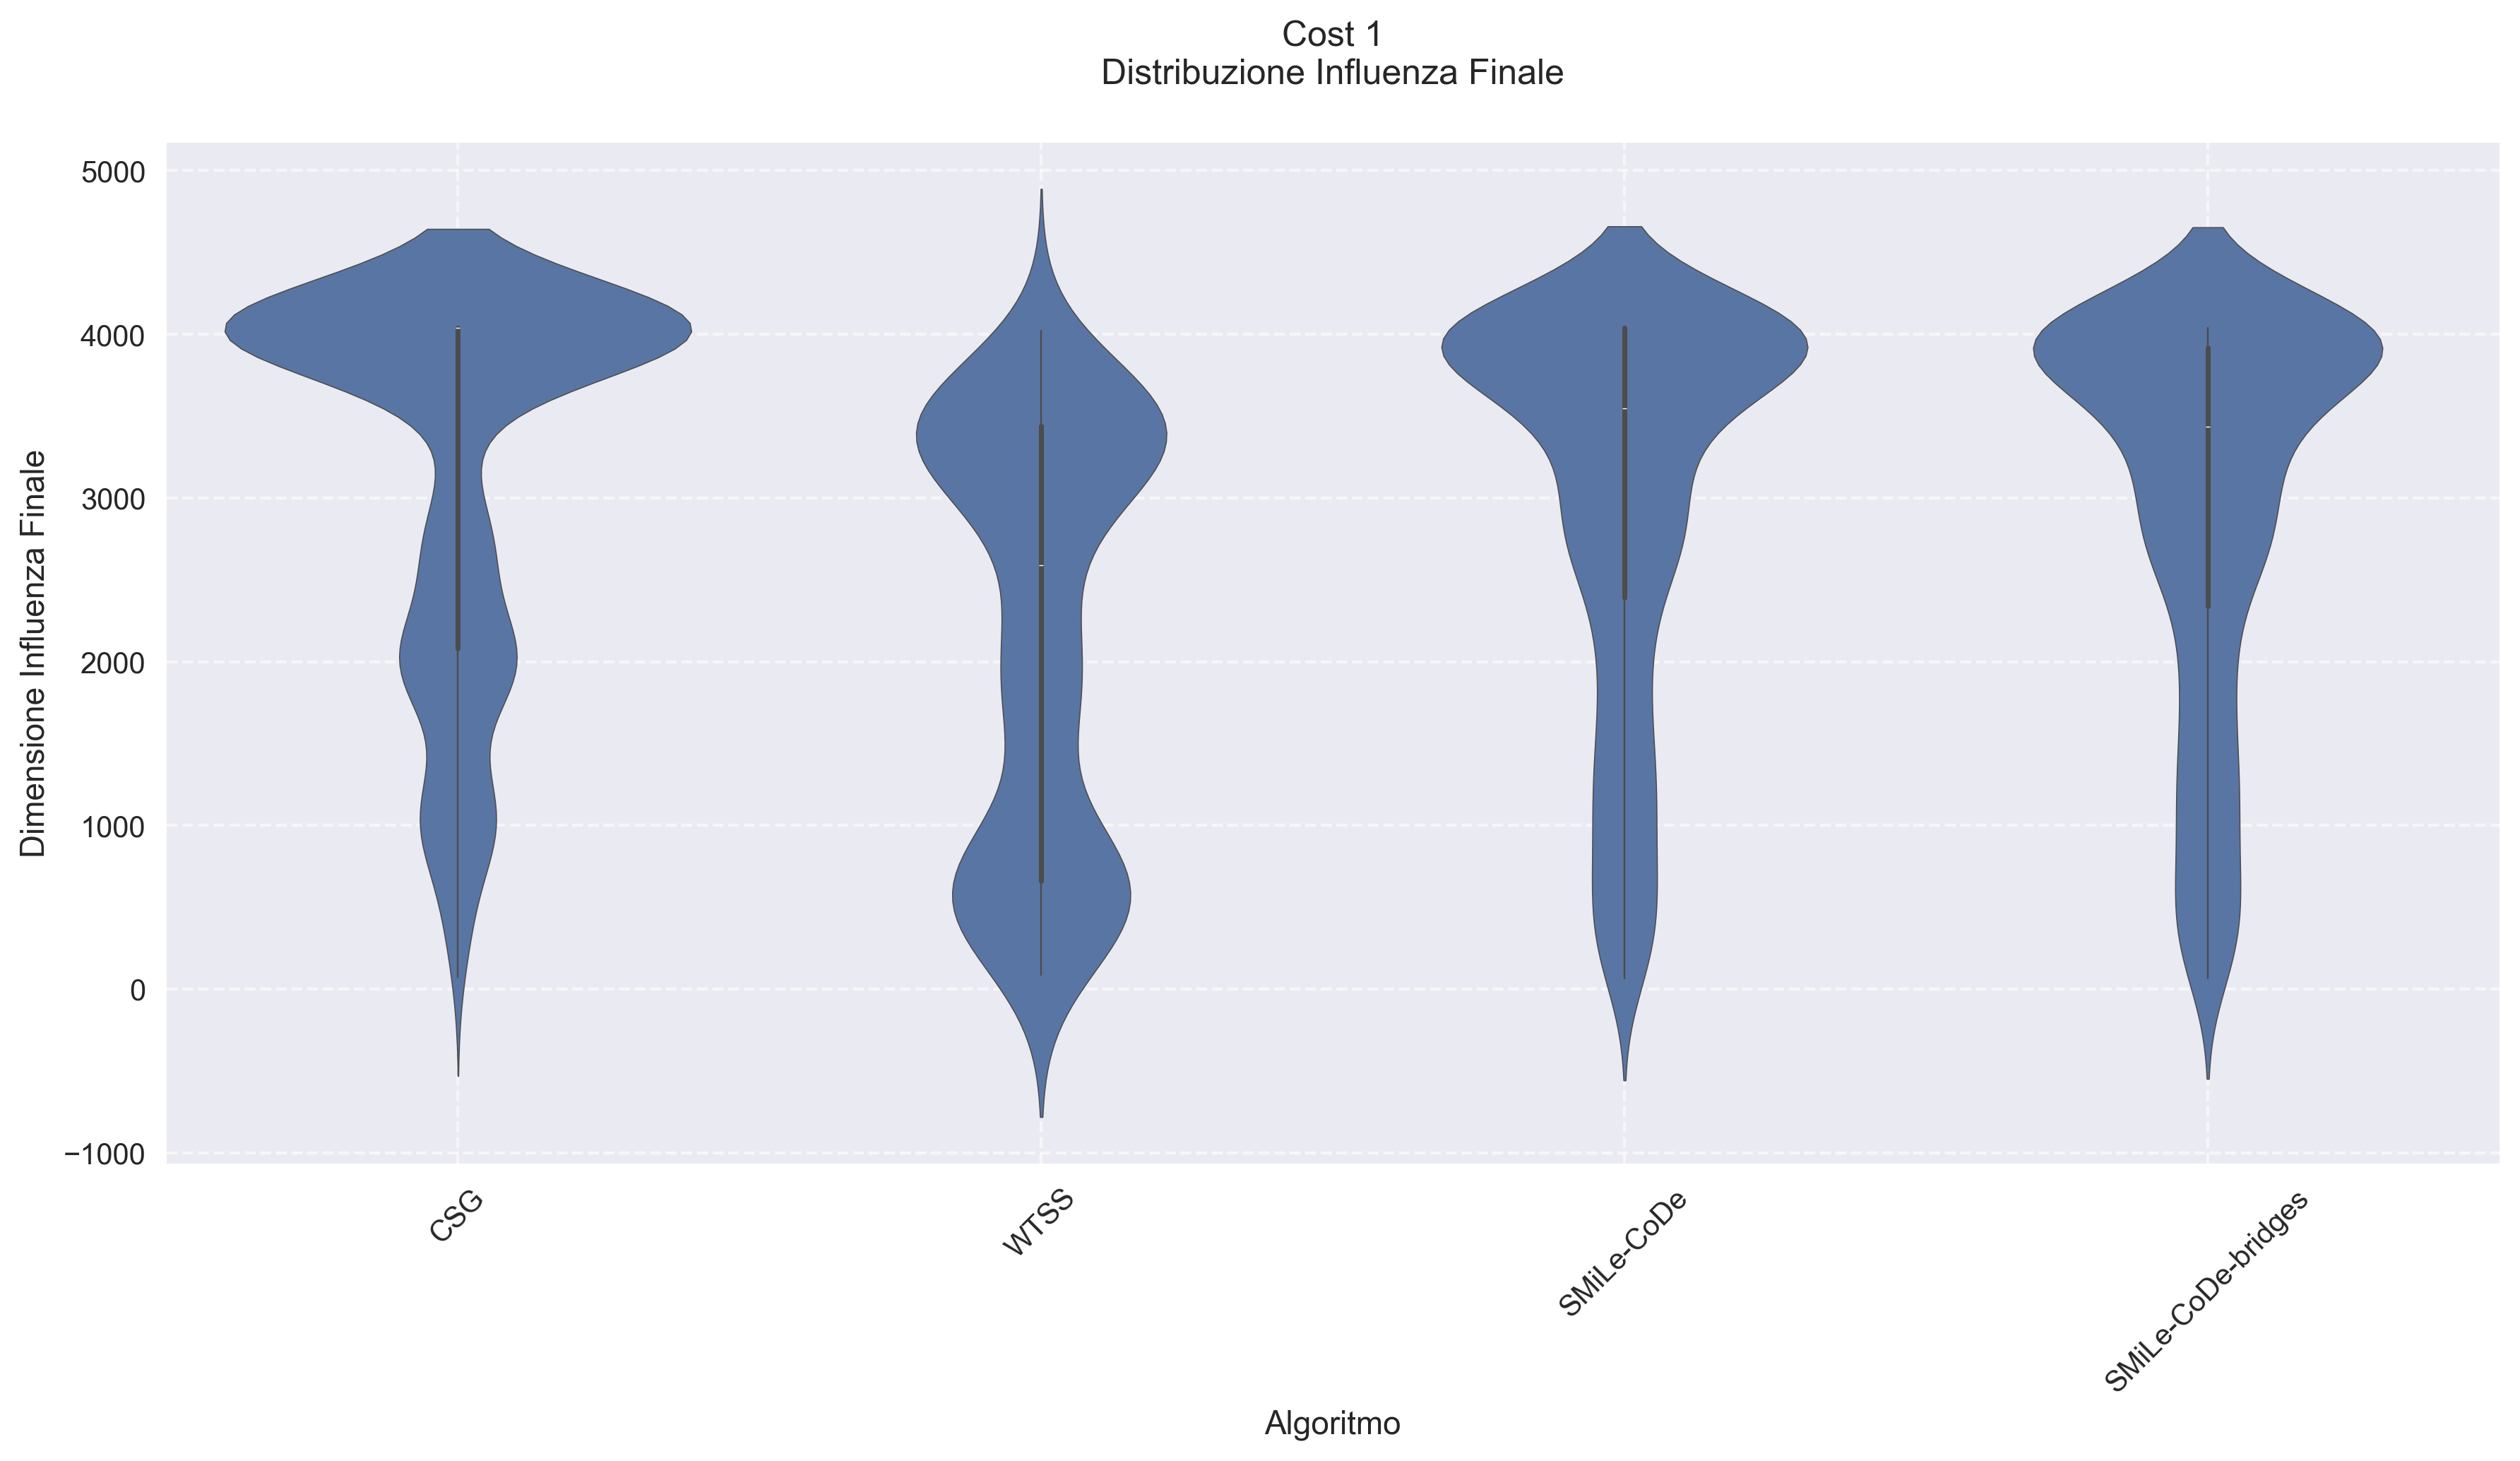 Cost 1
Distribuzione Influenza Finale
Dimensione Influenza Finale
5000
4000
3000
2000
1000
0
−1000
CSG
WTSS
SMiLe-CoDe
SMiLe-CoDe-bridges
Algoritmo